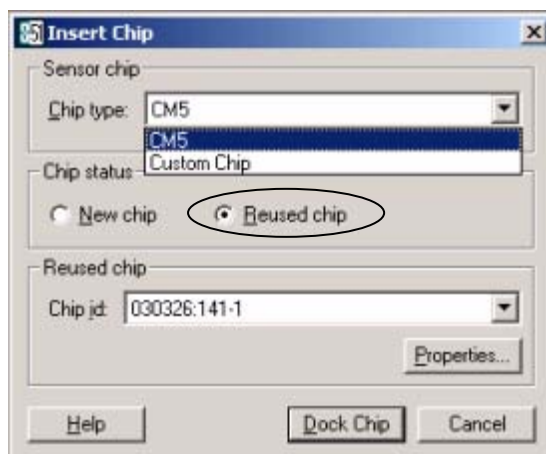 Insert Chip
Sensor chip
Chip type: CM5
CM5
Custom Chip
Chip status
New chip Reused chip
Reused chip
Chip id: 030326:141-1
Properties...
Help Dock Chip Cancel